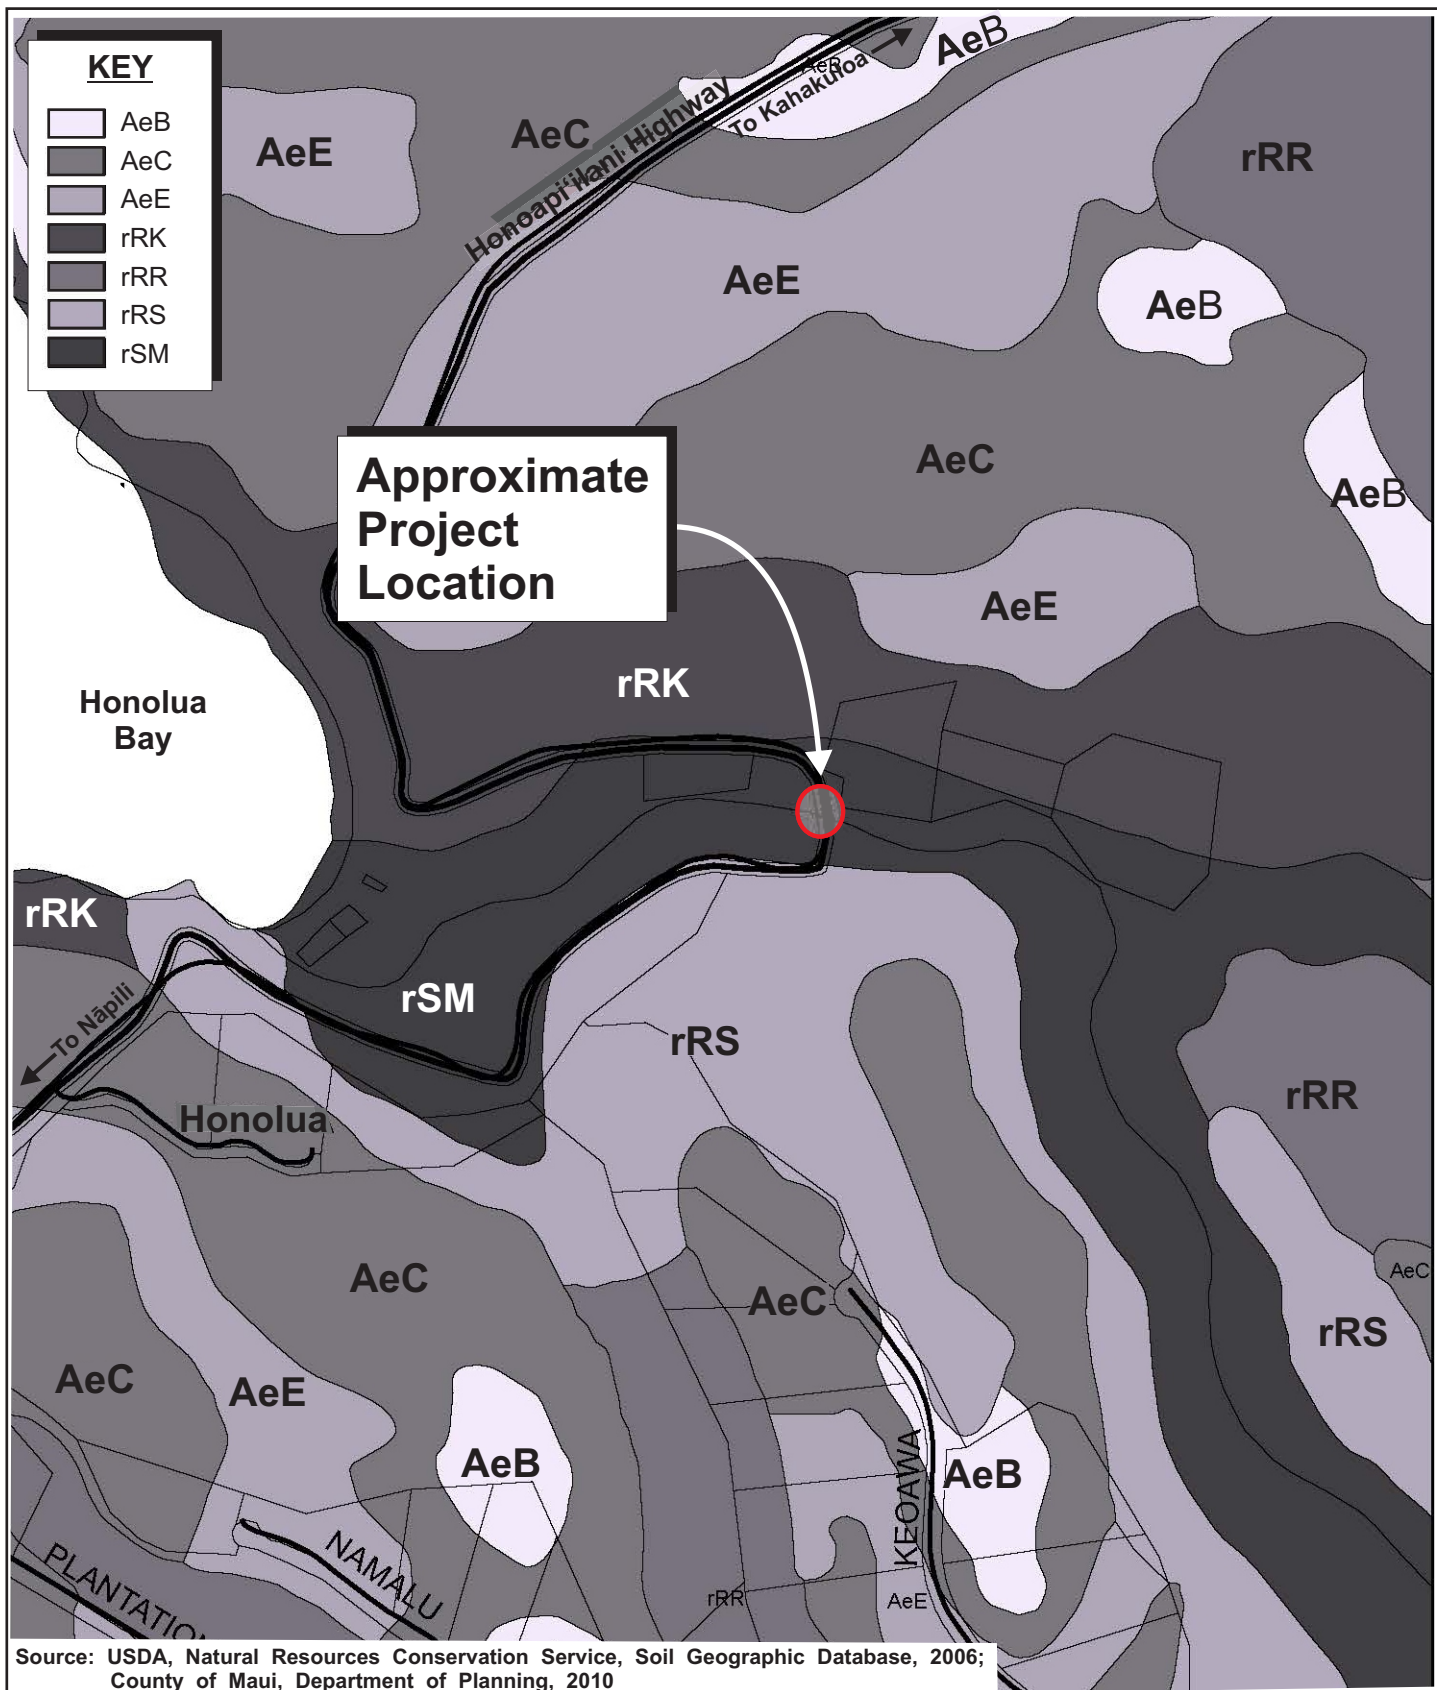 KEY
AeB
AeC
AeE
rRK
rRR
rRS
rSM
AeB
AeB
To Kahakuloa
Honoapiʻilani Highway
AeC
AeE
rRR
AeE
AeB
AeC
AeB
Approximate
Project
Location
AeE
rRK
Honolua
Bay
rRK
rSM
To Nāpili
rRS
Honolua
rRR
AeC
AeC
AeC
rRS
AeC
AeE
AeB
AeB
KEOAWA
NAMALU
PLANTATION
rRR
AeE
Source: USDA, Natural Resources Conservation Service, Soil Geographic Database, 2006;
County of Maui, Department of Planning, 2010